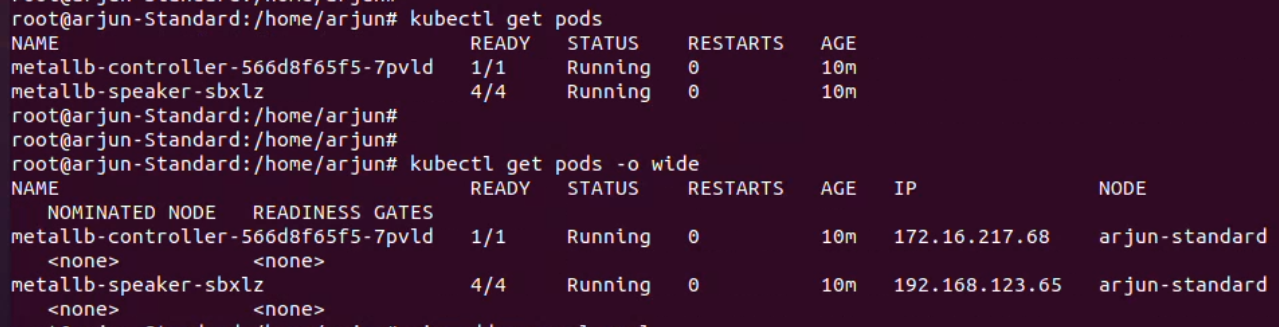 root@arjun-Standard:/home/arjun# kubectl get pods
NAME READY STATUS RESTARTS AGE
metallb-controller-566d8f65f5-7pvld 1/1 Running 0 10m
metallb-speaker-sbxlz 4/4 Running 0 10m
root@arjun-Standard:/home/arjun#
root@arjun-Standard:/home/arjun#
root@arjun-Standard:/home/arjun# kubectl get pods -o wide
NAME READY STATUS RESTARTS AGE IP NODE
NOMINATED NODE READINESS GATES
metallb-controller-566d8f65f5-7pvld 1/1 Running 0 10m 172.16.217.68 arjun-standard
<none> <none>
metallb-speaker-sbxlz 4/4 Running 0 10m 192.168.123.65 arjun-standard
<none> <none>